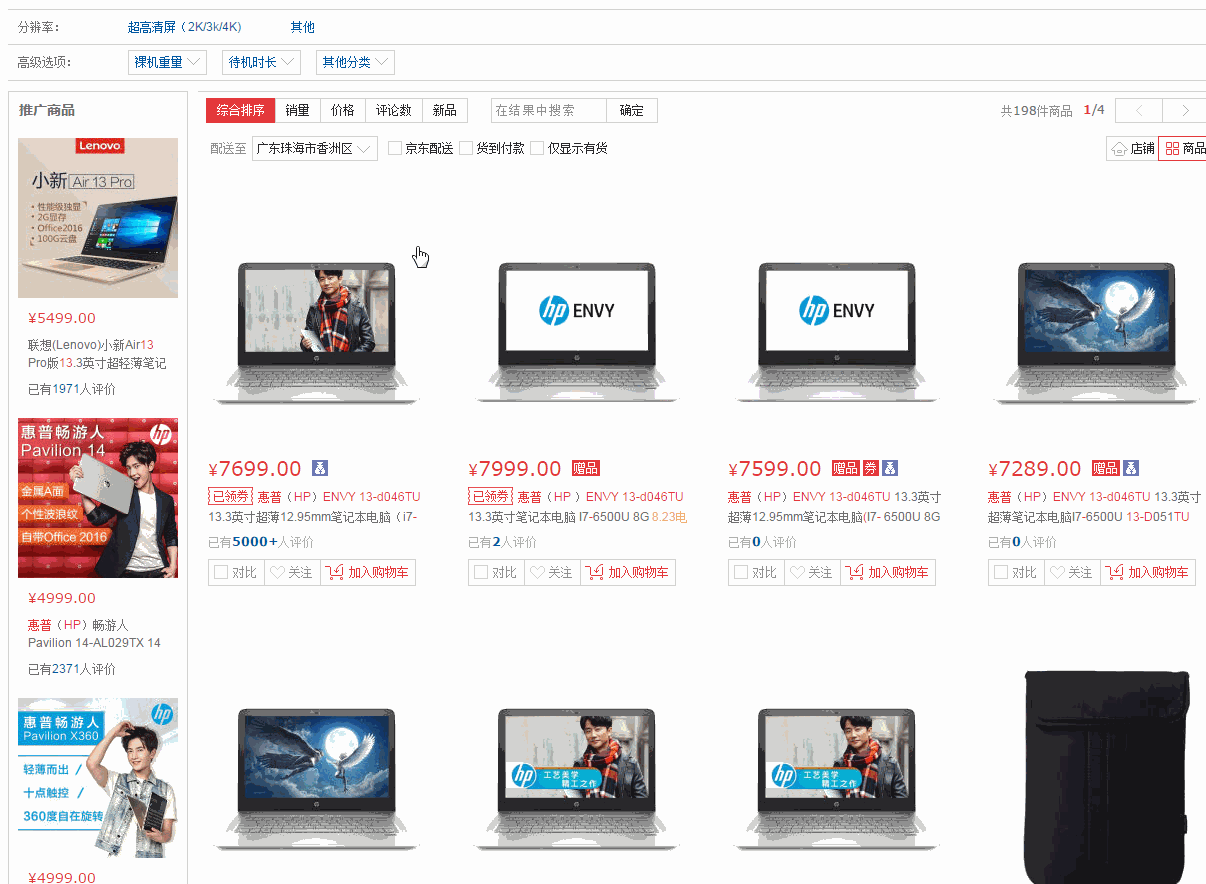 分辨率： 超高清屏（2K/3k/4K） 其他
高级选项： 裸机重量 待机时长 其他分类
推广商品
Lenovo
小新 Air 13 Pro
·性能级独显
·2G显存
·Office2016
·100G云盘
¥5499.00
联想(Lenovo)小新Air13
Pro版13.3英寸超轻薄笔记
已有1971人评价
惠普畅游人
Pavilion 14
hp
金属A面
个性波浪纹
自带Office 2016
¥4999.00
惠普（HP）畅游人
Pavilion 14-AL029TX 14
已有2371人评价
惠普畅游人
Pavilion X360
hp
轻薄而出 /
十点触控 /
360度自在旋转
¥4999.00
综合排序 销量 价格 评论数 新品 在结果中搜索 确定 共198件商品 1/4
配送至 广东珠海市香洲区 京东配送 货到付款 仅显示有货 店铺 商品
¥7699.00
已领券 惠普（HP）ENVY 13-d046TU
13.3英寸超薄12.95mm笔记本电脑（i7-
已有5000+人评价
对比 关注 加入购物车
hp ENVY
¥7999.00 赠品
已领券 惠普（HP ）ENVY 13-d046TU
13.3英寸笔记本电脑 I7-6500U 8G 8.23电
已有2人评价
对比 关注 加入购物车
hp ENVY
¥7599.00 赠品 券
惠普（HP）ENVY 13-d046TU 13.3英寸
超薄12.95mm笔记本电脑(I7- 6500U 8G
已有0人评价
对比 关注 加入购物车
¥7289.00 赠品
惠普（HP）ENVY 13-d046TU 13.3英寸
超薄笔记本电脑I7-6500U 13-D051TU
已有0人评价
对比 关注 加入购物车
hp 工艺美学
精工之作
hp 工艺美学
精工之作